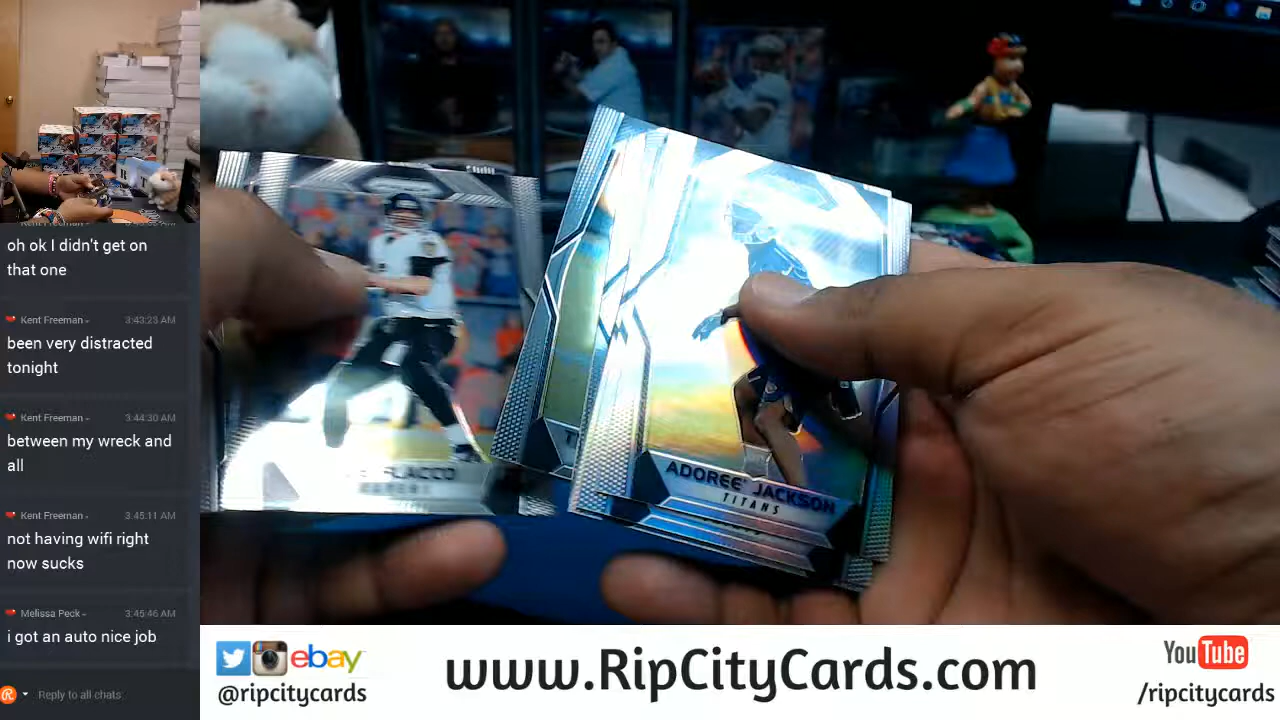 oh ok I didn't get on
that one
Kent Freeman 3:43:23 AM
been very distracted
tonight
Kent Freeman 3:44:30 AM
between my wreck and
all
Kent Freeman 3:45:11 AM
not having wifi right
now sucks
Melissa Peck 3:45:46 AM
i got an auto nice job
Reply to all chats:
FLACCO
ADOREE' JACKSON
TITANS
ebay
@ripcitycards
www.RipCityCards.com
YouTube
/ripcitycards